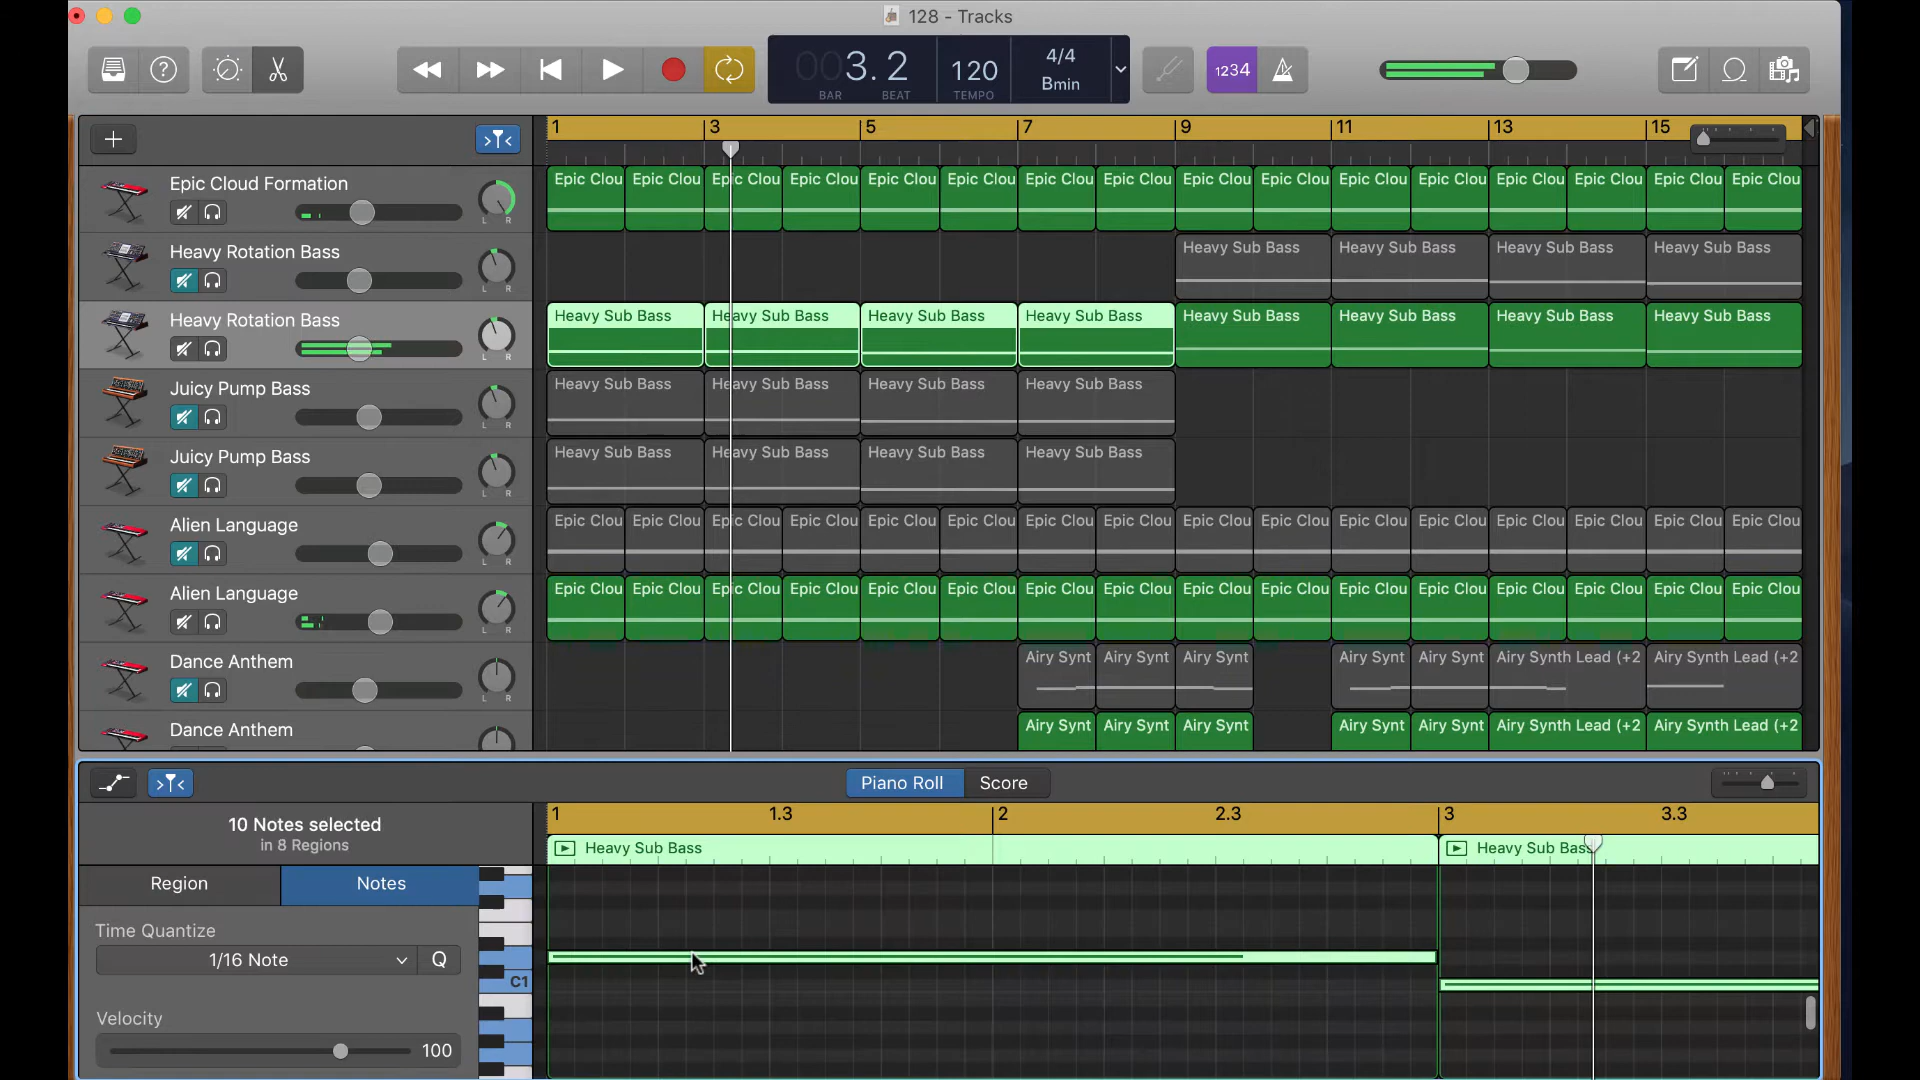 128 - Tracks
003. 2
BAR BEAT
120
TEMPO
4/4
Bmin
1234
1 3 5 7 9 11 13 15
Epic Cloud Formation
L R
Epic Clou Epic Clou Epic Clou Epic Clou Epic Clou Epic Clou Epic Clou Epic Clou Epic Clou Epic Clou Epic Clou Epic Clou Epic Clou Epic Clou Epic Clou Epic Clou
Heavy Rotation Bass
L R
Heavy Sub Bass Heavy Sub Bass Heavy Sub Bass Heavy Sub Bass
Heavy Rotation Bass
L R
Heavy Sub Bass Heavy Sub Bass Heavy Sub Bass Heavy Sub Bass Heavy Sub Bass Heavy Sub Bass Heavy Sub Bass Heavy Sub Bass
Juicy Pump Bass
L R
Heavy Sub Bass Heavy Sub Bass Heavy Sub Bass Heavy Sub Bass
Juicy Pump Bass
L R
Heavy Sub Bass Heavy Sub Bass Heavy Sub Bass Heavy Sub Bass
Alien Language
L R
Epic Clou Epic Clou Epic Clou Epic Clou Epic Clou Epic Clou Epic Clou Epic Clou Epic Clou Epic Clou Epic Clou Epic Clou Epic Clou Epic Clou Epic Clou Epic Clou
Alien Language
L R
Epic Clou Epic Clou Epic Clou Epic Clou Epic Clou Epic Clou Epic Clou Epic Clou Epic Clou Epic Clou Epic Clou Epic Clou Epic Clou Epic Clou Epic Clou Epic Clou
Dance Anthem
L R
Airy Synt Airy Synt Airy Synt Airy Synt Airy Synt Airy Synth Lead (+2 Airy Synth Lead (+2
Dance Anthem
Airy Synt Airy Synt Airy Synt Airy Synt Airy Synt Airy Synth Lead (+2 Airy Synth Lead (+2
Piano Roll Score
10 Notes selected
in 8 Regions
1 1.3 2 2.3 3 3.3
Heavy Sub Bass Heavy Sub Bass
Region Notes
Time Quantize
1/16 Note Q
C1
Velocity
100